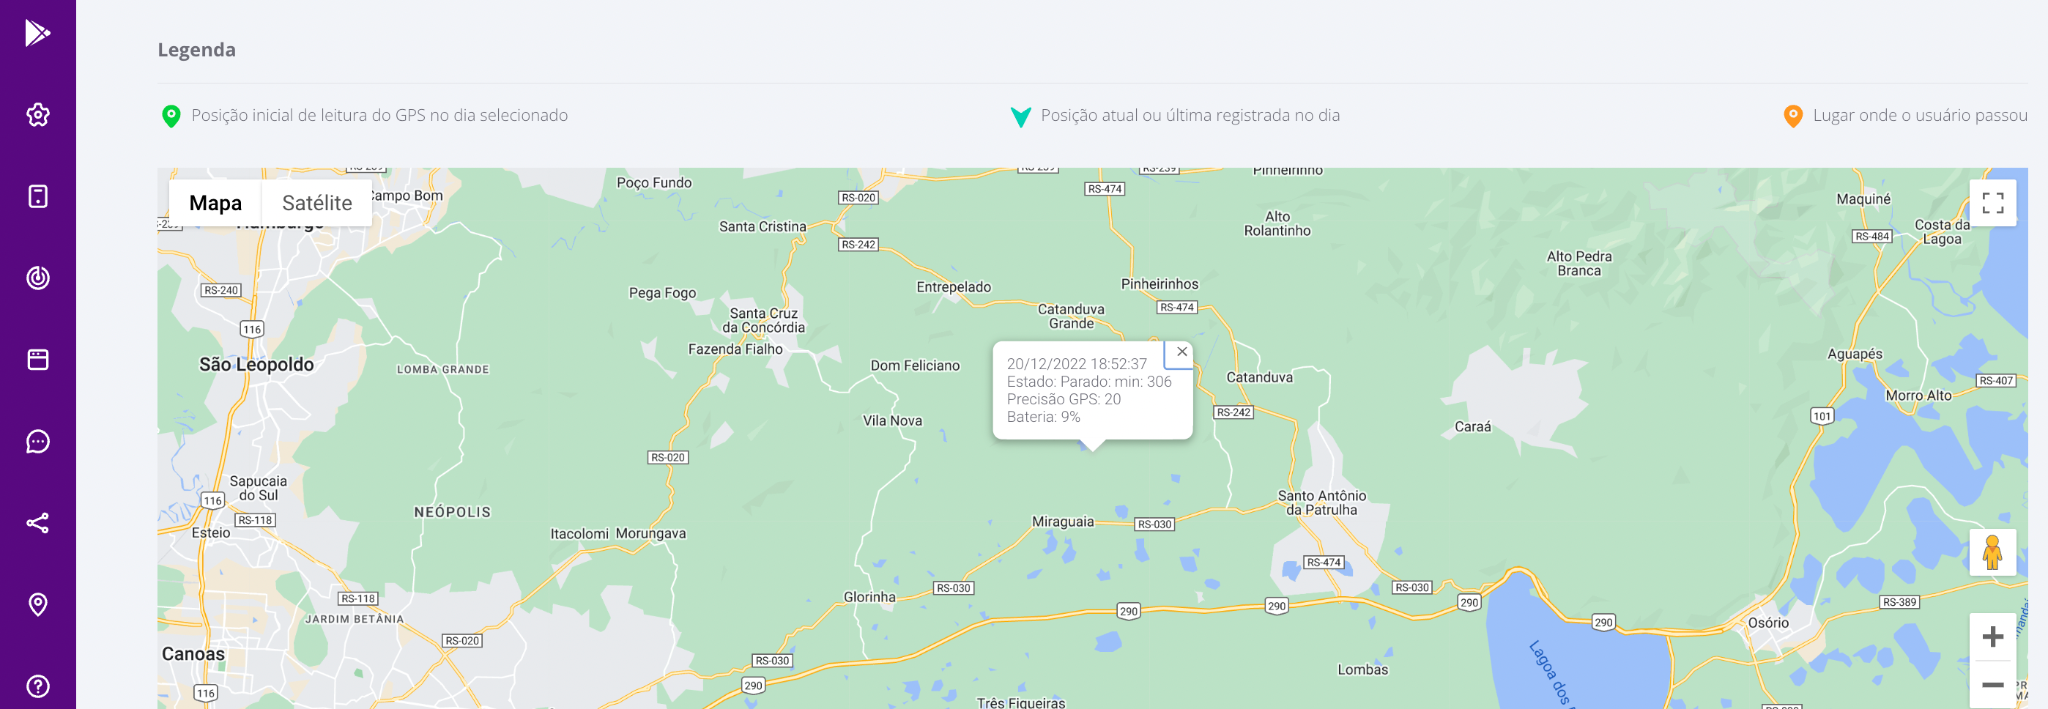 Legenda
Posição inicial de leitura do GPS no dia selecionado
Posição atual ou última registrada no dia
Lugar onde o usuário passou
Mapa
Satélite
Campo Bom
Poço Fundo
RS-020
RS-239
RS-474
RS-239
Pinheirinho
Maquiné
Santa Cristina
RS-242
Alto
Rolantinho
RS-484
Costa da
Lagoa
Alto Pedra
Branca
RS-240
Pega Fogo
Entrepelado
Pinheirinhos
116
Santa Cruz
da Concórdia
Catanduva
Grande
RS-474
São Leopoldo
LOMBA GRANDE
Fazenda Fialho
Dom Feliciano
20/12/2022 18:52:37
Estado: Parado: min: 306
Precisão GPS: 20
Bateria: 9%
Catanduva
Aguapés
RS-407
Morro Alto
Vila Nova
RS-242
Caraá
101
RS-020
Sapucaia
do Sul
116
RS-118
Esteio
NEÓPOLIS
Itacolomi
Morungava
Miraguaia
RS-030
Santo Antônio
da Patrulha
RS-474
RS-118
JARDIM BETÂNIA
RS-020
Glorinha
RS-030
290
290
RS-030
290
290
RS-389
Osório
Canoas
116
RS-030
290
Lombas
Lagoa dos
Três Figueiras